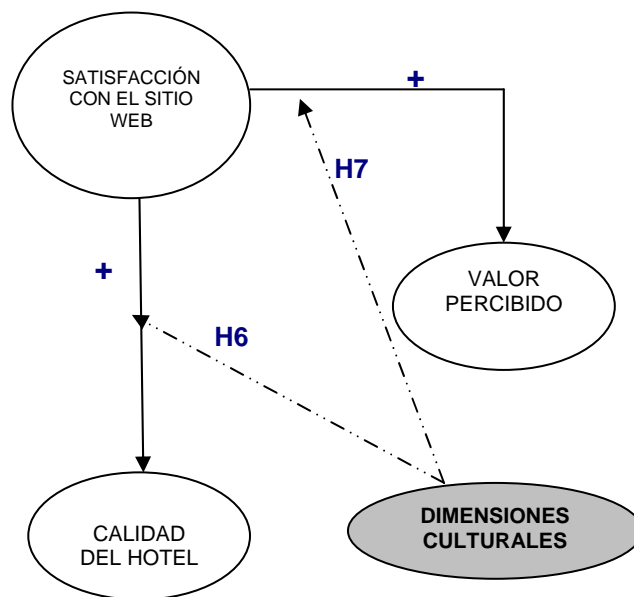 SATISFACCIÓN
CON EL SITIO
WEB
+
H7
+
VALOR
PERCIBIDO
H6
DIMENSIONES
CULTURALES
CALIDAD
DEL HOTEL